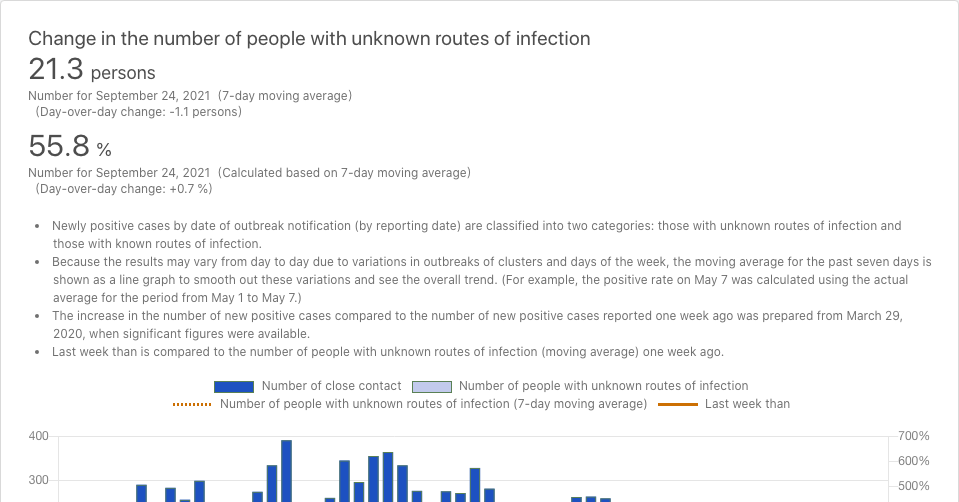 Change in the number of people with unknown routes of infection
21.3 persons
Number for September 24, 2021 (7-day moving average)
(Day-over-day change: -1.1 persons)
55.8 %
Number for September 24, 2021 (Calculated based on 7-day moving average)
(Day-over-day change: +0.7 %)
• Newly positive cases by date of outbreak notification (by reporting date) are classified into two categories: those with unknown routes of infection and
those with known routes of infection.
• Because the results may vary from day to day due to variations in outbreaks of clusters and days of the week, the moving average for the past seven days is
shown as a line graph to smooth out these variations and see the overall trend. (For example, the positive rate on May 7 was calculated using the actual
average for the period from May 1 to May 7.)
• The increase in the number of new positive cases compared to the number of new positive cases reported one week ago was prepared from March 29,
2020, when significant figures were available.
• Last week than is compared to the number of people with unknown routes of infection (moving average) one week ago.
Number of close contact Number of people with unknown routes of infection
Number of people with unknown routes of infection (7-day moving average) Last week than
400 700%
600%
300 500%